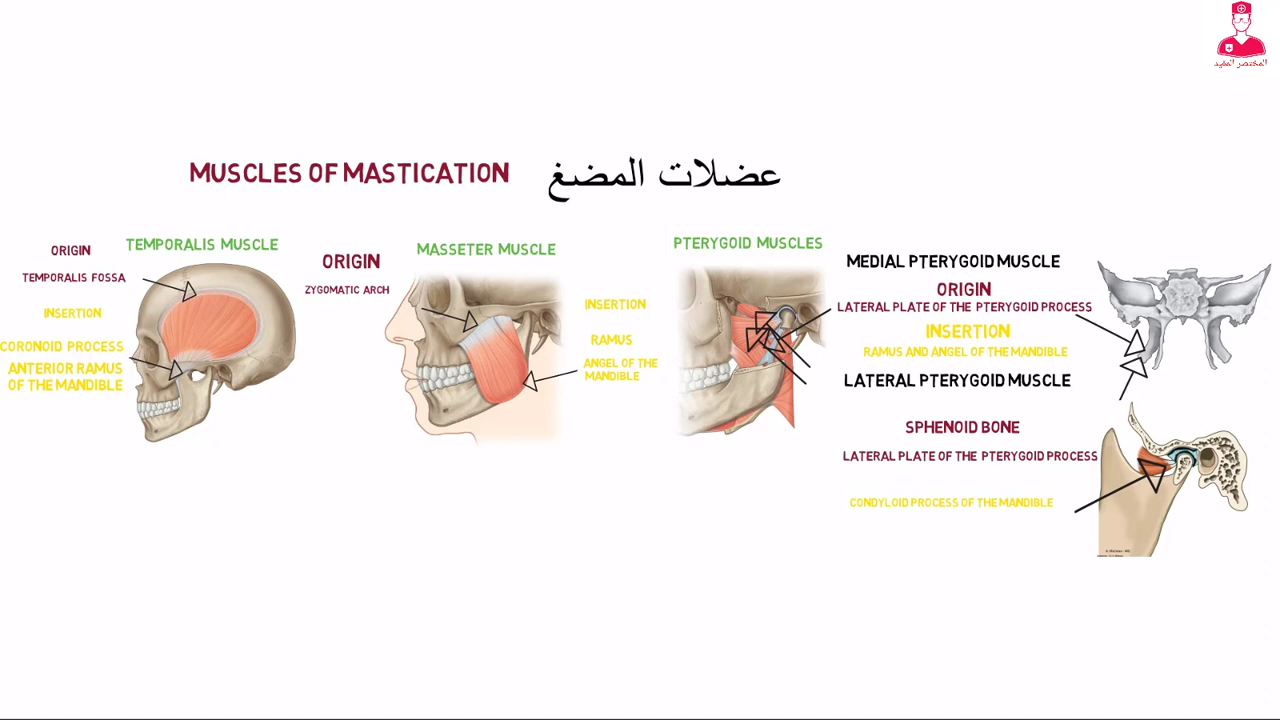 المختصر المفيد
MUSCLES OF MASTICATION عضلات المضغ
TEMPORALIS MUSCLE
ORIGIN
TEMPORALIS FOSSA
INSERTION
CORONOID PROCESS
ANTERIOR RAMUS
OF THE MANDIBLE
MASSETER MUSCLE
ORIGIN
ZYGOMATIC ARCH
INSERTION
RAMUS
ANGEL OF THE
MANDIBLE
PTERYGOID MUSCLES
MEDIAL PTERYGOID MUSCLE
ORIGIN
LATERAL PLATE OF THE PTERYGOID PROCESS
INSERTION
RAMUS AND ANGEL OF THE MANDIBLE
LATERAL PTERYGOID MUSCLE
SPHENOID BONE
LATERAL PLATE OF THE PTERYGOID PROCESS
CONDYLOID PROCESS OF THE MANDIBLE